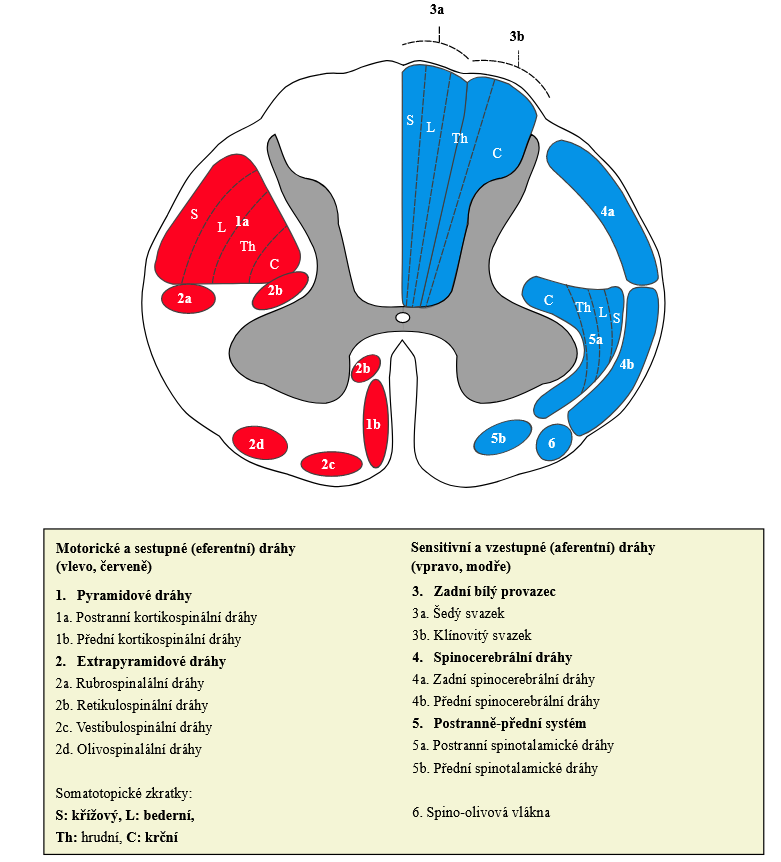 3a
3b
S
L
Th
C
S
L
1a
Th
C
2a
2b
4a
C
Th
L
S
5a
4b
2b
1b
2d
2c
5b
6
Motorické a sestupné (eferentní) dráhy
(vlevo, červeně)
1. Pyramidové dráhy
1a. Postranní kortikospinální dráhy
1b. Přední kortikospinální dráhy
2. Extrapyramidové dráhy
2a. Rubrospinalální dráhy
2b. Retikulospinální dráhy
2c. Vestibulospinální dráhy
2d. Olivospinalální dráhy
Somatotopické zkratky:
S: křížový, L: bederní,
Th: hrudní, C: krční
Sensitivní a vzestupné (aferentní) dráhy
(vpravo, modře)
3. Zadní bílý provazec
3a. Šedý svazek
3b. Klínovitý svazek
4. Spinocerebrální dráhy
4a. Zadní spinocerebrální dráhy
4b. Přední spinocerebrální dráhy
5. Postranně-přední systém
5a. Postranní spinotalamické dráhy
5b. Přední spinotalamické dráhy
6. Spino-olivová vlákna